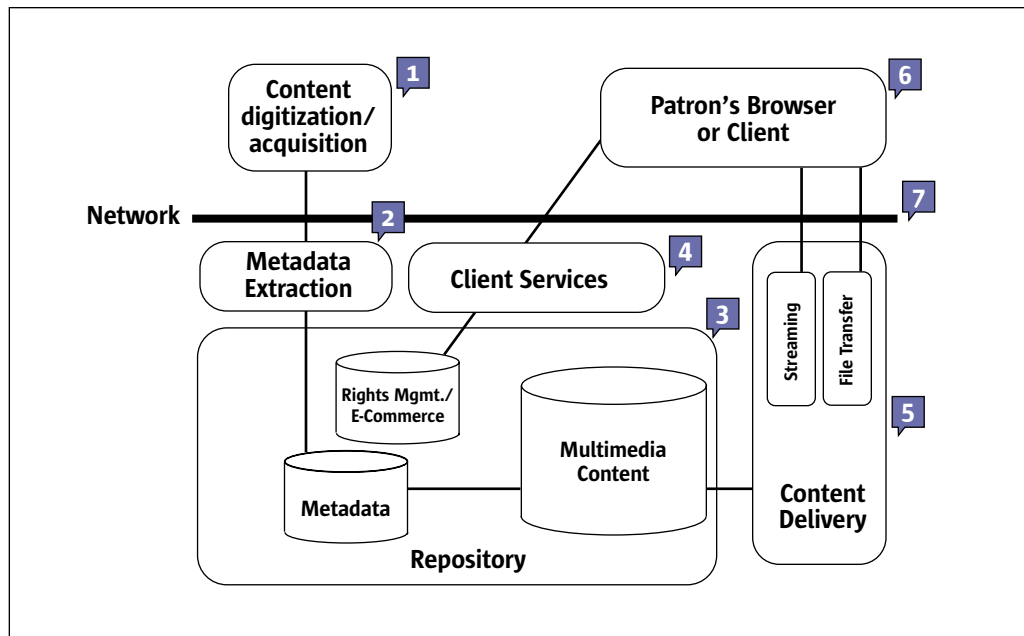 1
Content
digitization/
acquisition
6
Patron's Browser
or Client
Network
7
2
Metadata
Extraction
4
Client Services
3
Streaming
File Transfer
5
Content
Delivery
Rights Mgmt./
E-Commerce
Multimedia
Content
Metadata
Repository